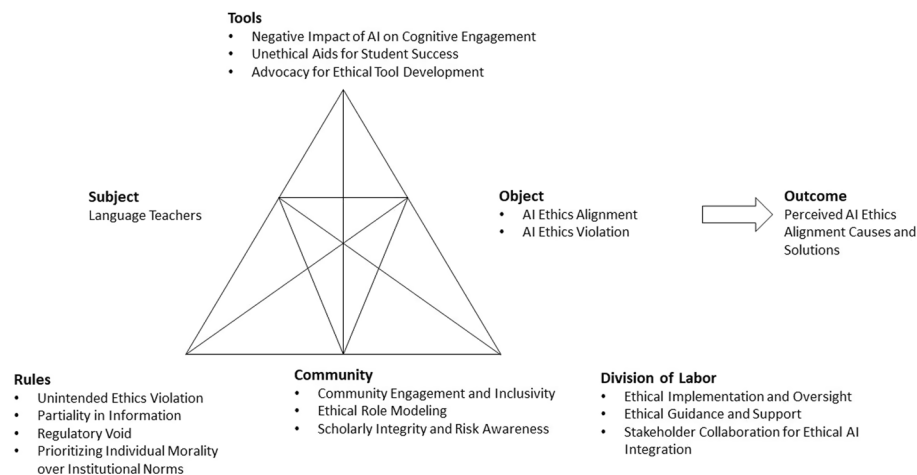 Tools
• Negative Impact of AI on Cognitive Engagement
• Unethical Aids for Student Success
• Advocacy for Ethical Tool Development
Subject
Language Teachers
Object
• AI Ethics Alignment
• AI Ethics Violation
Outcome
Perceived AI Ethics
Alignment Causes and
Solutions
Rules
• Unintended Ethics Violation
• Partiality in Information
• Regulatory Void
• Prioritizing Individual Morality
over Institutional Norms
Community
• Community Engagement and Inclusivity
• Ethical Role Modeling
• Scholarly Integrity and Risk Awareness
Division of Labor
• Ethical Implementation and Oversight
• Ethical Guidance and Support
• Stakeholder Collaboration for Ethical AI
Integration